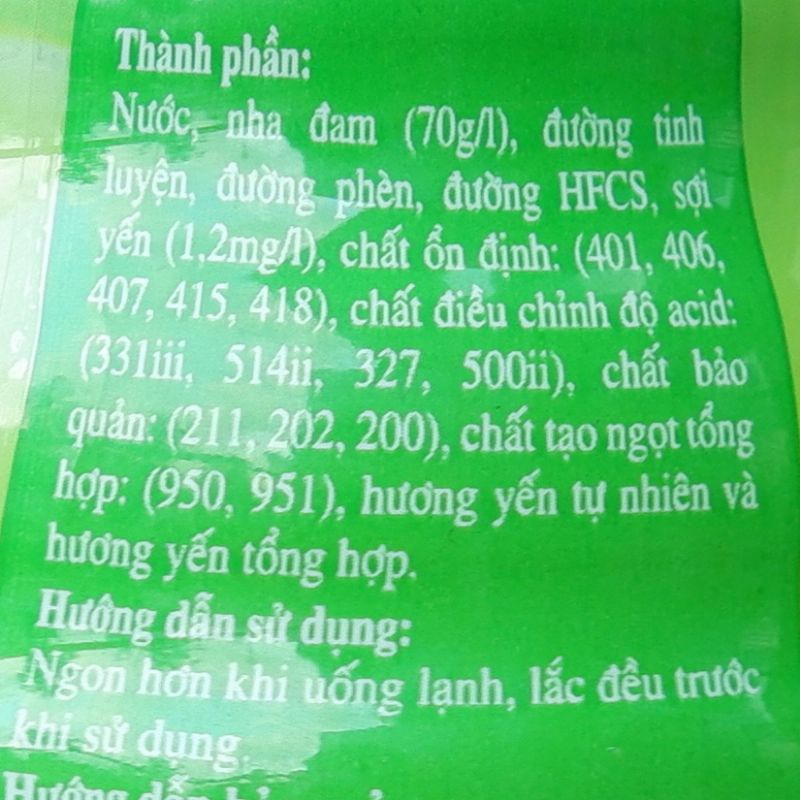 Thành phần:
Nước, nha đam (70g/l), đường tinh
luyện, đường phèn, đường HFCS, sợi
yến (1,2mg/l), chất ổn định: (401, 406,
407, 415, 418), chất điều chỉnh độ acid:
(331iii, 514ii, 327, 500ii), chất bảo
quản: (211, 202, 200), chất tạo ngọt tổng
hợp: (950, 951), hương yến tự nhiên và
hương yến tổng hợp.
Hướng dẫn sử dụng:
Ngon hơn khi uống lạnh, lắc đều trước
khi sử dụng.
Hướng dẫn